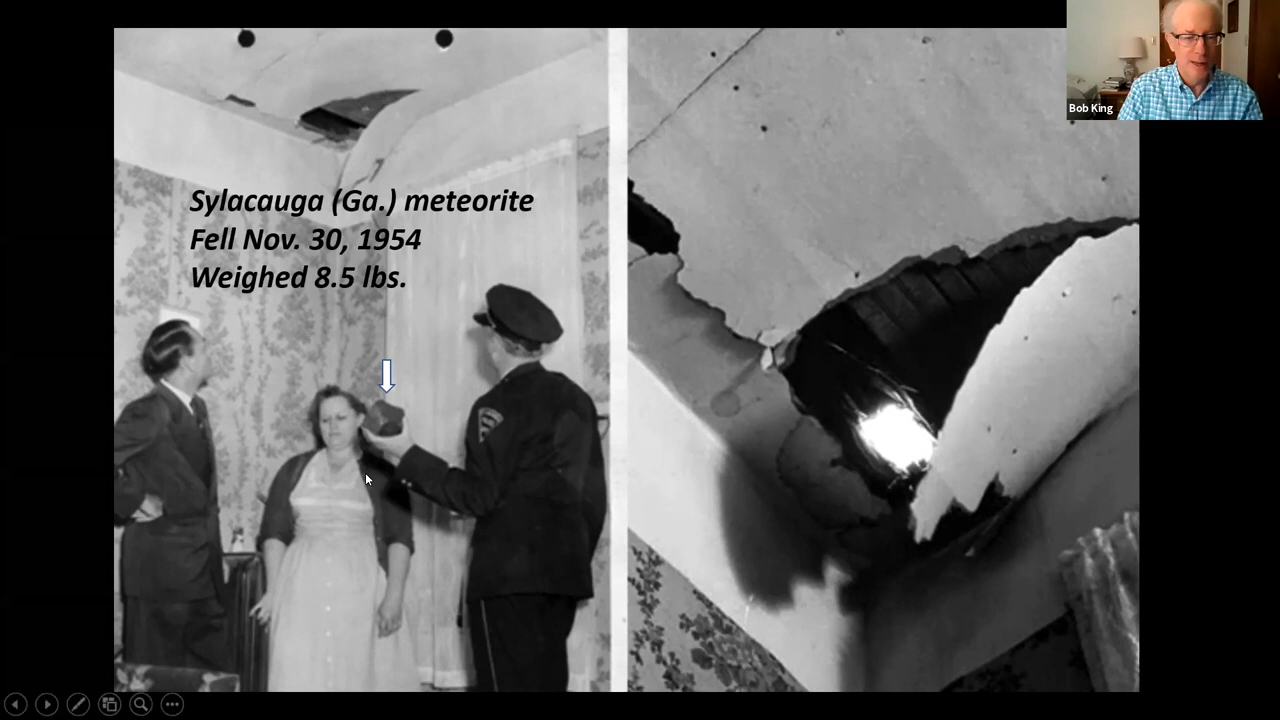 Bob King
Sylacauga (Ga.) meteorite
Fell Nov. 30, 1954
Weighed 8.5 lbs.